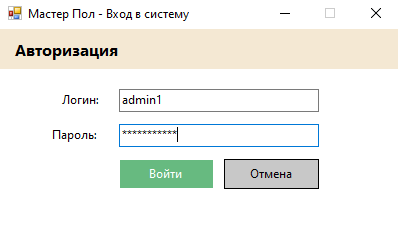 Мастер Пол - Вход в систему
Авторизация
Логин: admin1
Пароль: ***********
Войти Отмена